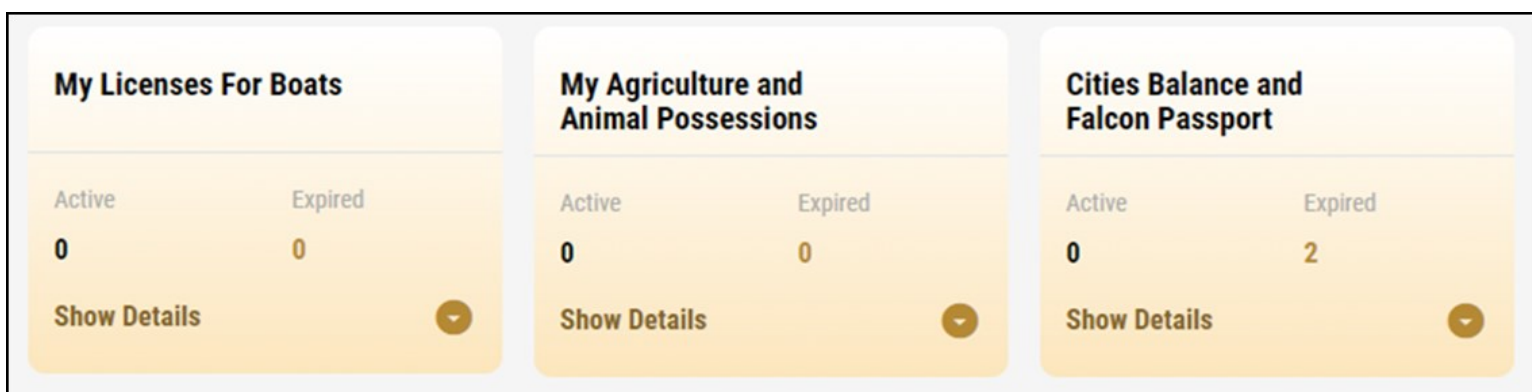 My Licenses For Boats
Active Expired
0 0
Show Details
My Agriculture and
Animal Possessions
Active Expired
0 0
Show Details
Cities Balance and
Falcon Passport
Active Expired
0 2
Show Details